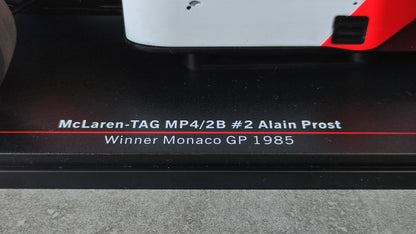 McLaren-TAG MP4/2B #2 Alain Prost
Winner Monaco GP 1985